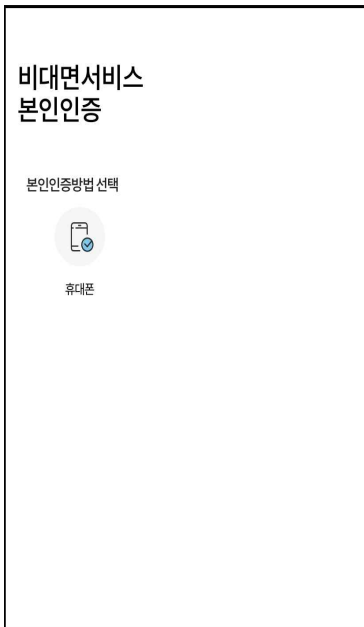 비대면서비스
본인인증
본인인증방법 선택
휴대폰